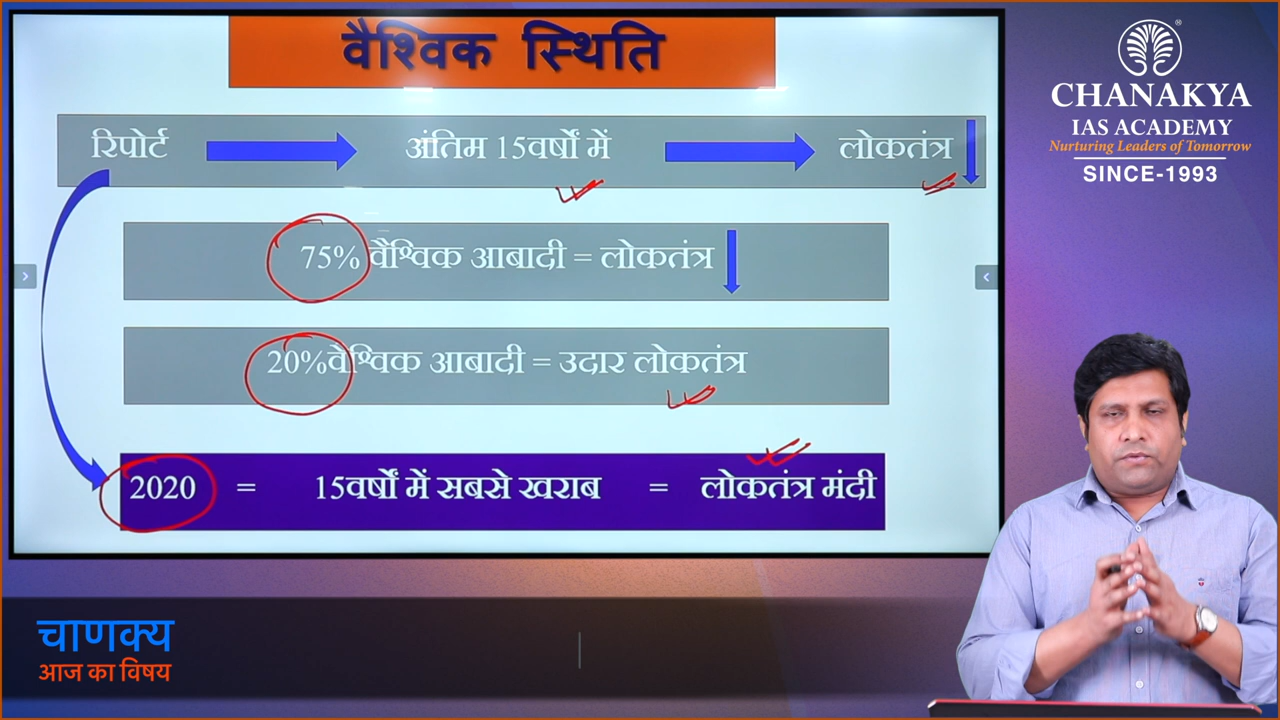 वैश्विक स्थिति
रिपोर्ट अंतिम 15वर्षों में लोकतंत्र
75% वैश्विक आबादी = लोकतंत्र
20%वैश्विक आबादी = उदार लोकतंत्र
2020 = 15वर्षों में सबसे खराब = लोकतंत्र मंदी
CHANAKYA
IAS ACADEMY
Nurturing Leaders of Tomorrow
SINCE-1993
चाणक्य
आज का विषय